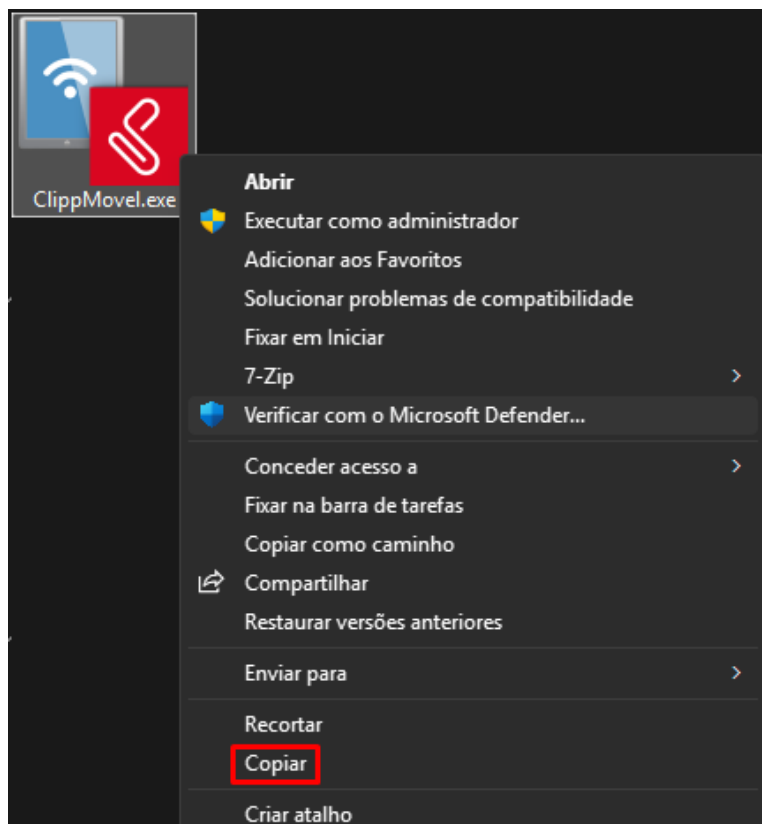 ClippMovel.exe
Abrir
Executar como administrador
Adicionar aos Favoritos
Solucionar problemas de compatibilidade
Fixar em Iniciar
7-Zip
Verificar com o Microsoft Defender...
Conceder acesso a
Fixar na barra de tarefas
Copiar como caminho
Compartilhar
Restaurar versões anteriores
Enviar para
Recortar
Copiar
Criar atalho